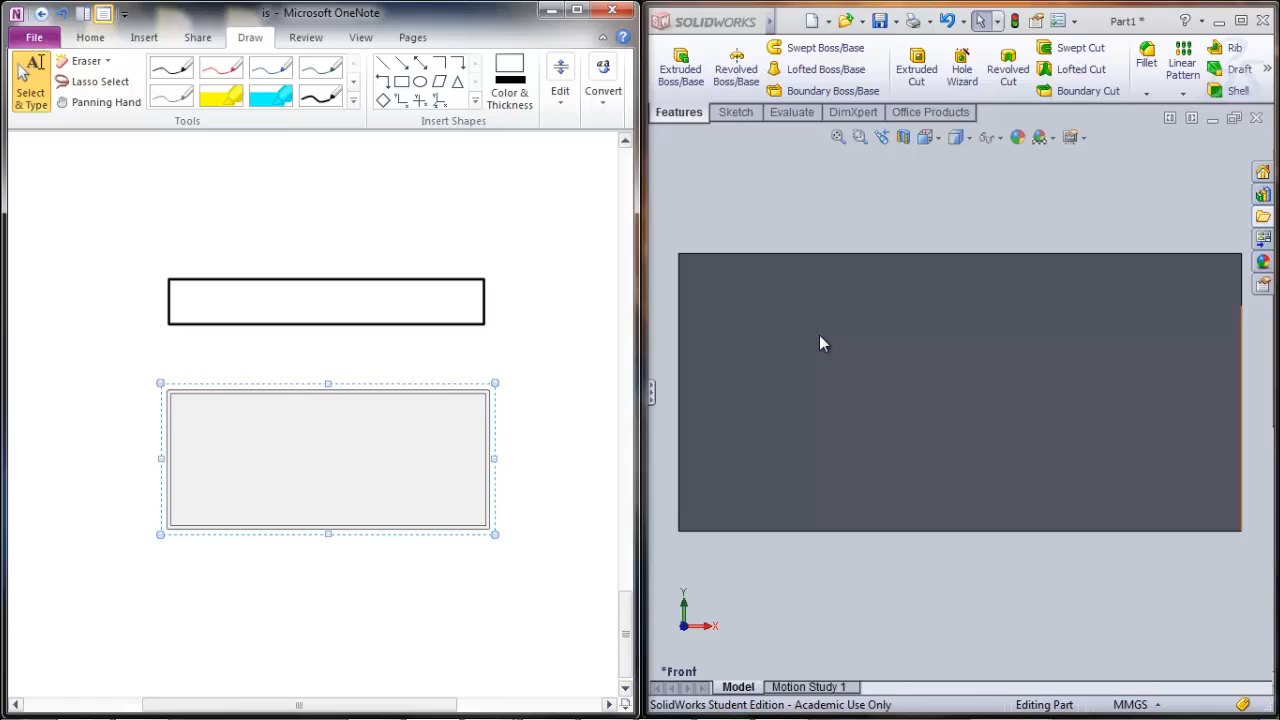 is - Microsoft OneNote
File Home Insert Share Draw Review View Pages
Select & Type
Eraser
Lasso Select
Panning Hand
Tools
Color & Thickness
Insert Shapes
Edit
Convert
SOLIDWORKS
Part1 *
Extruded Boss/Base
Revolved Boss/Base
Swept Boss/Base
Lofted Boss/Base
Boundary Boss/Base
Extruded Cut
Hole Wizard
Revolved Cut
Swept Cut
Lofted Cut
Boundary Cut
Fillet
Linear Pattern
Rib
Draft
Shell
Features Sketch Evaluate DimXpert Office Products
Y
X
*Front
Model Motion Study 1
SolidWorks Student Edition - Academic Use Only Editing Part MMGS